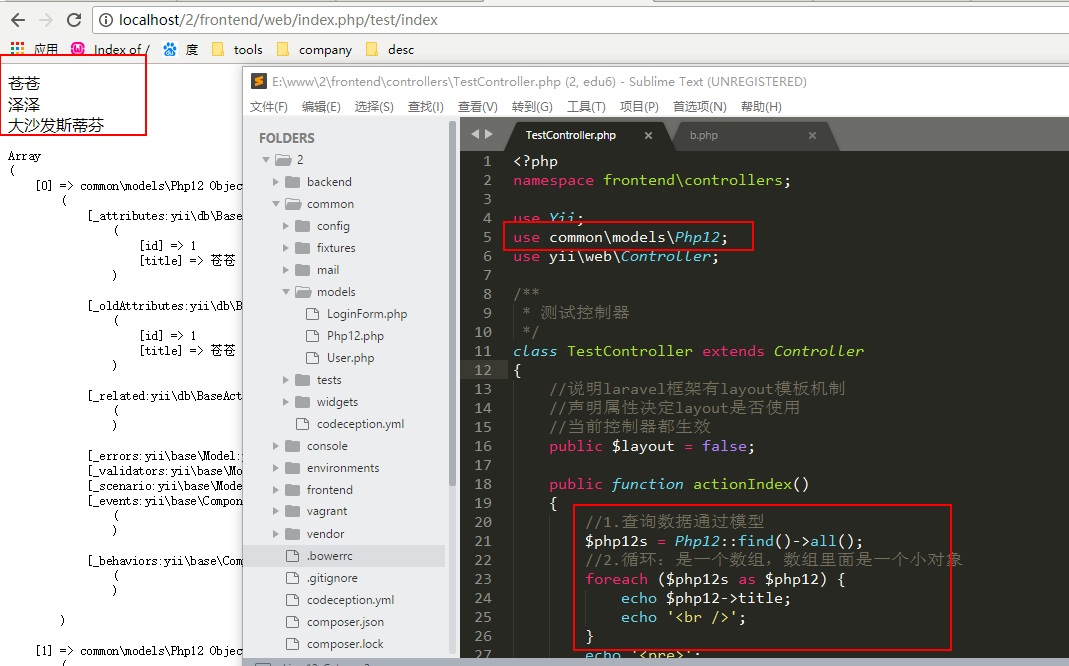 localhost/2/frontend/web/index.php/test/index
应用 Index of / 度 tools company desc
苍苍
泽泽
大沙发斯蒂芬
Array
(
[0] => common\models\Php12 Objec
(
[_attributes:yii\db\Base
(
[id] => 1
[title] => 苍苍
)
[_oldAttributes:yii\db\B
(
[id] => 1
[title] => 苍苍
)
[_related:yii\db\BaseAct
(
)
[_errors:yii\base\Model:
[_validators:yii\base\Mo
[_scenario:yii\base\Mode
[_events:yii\base\Compon
(
)
[_behaviors:yii\base\Com
(
)
)
[1] => common\models\Php12 Objec
(
E:\www\2\frontend\controllers\TestController.php (2, edu6) - Sublime Text (UNREGISTERED)
文件(F) 编辑(E) 选择(S) 查找(I) 查看(V) 转到(G) 工具(T) 项目(P) 首选项(N) 帮助(H)
FOLDERS
2
backend
common
config
fixtures
mail
models
LoginForm.php
Php12.php
User.php
tests
widgets
codeception.yml
console
environments
frontend
vagrant
vendor
.bowerrc
.gitignore
codeception.yml
composer.json
composer.lock
TestController.php × b.php ×
1 <?php
2 namespace frontend\controllers;
3
4 use Yii;
5 use common\models\Php12;
6 use yii\web\Controller;
7
8 /**
9 * 测试控制器
10 */
11 class TestController extends Controller
12 {
13 //说明laravel框架有layout模板机制
14 //声明属性决定layout是否使用
15 //当前控制器都生效
16 public $layout = false;
17
18 public function actionIndex()
19 {
20 //1.查询数据通过模型
21 $php12s = Php12::find()->all();
22 //2.循环: 是一个数组，数组里面是一个小对象
23 foreach ($php12s as $php12) {
24 echo $php12->title;
25 echo '<br />';
26 }
27 echo '<pre>';